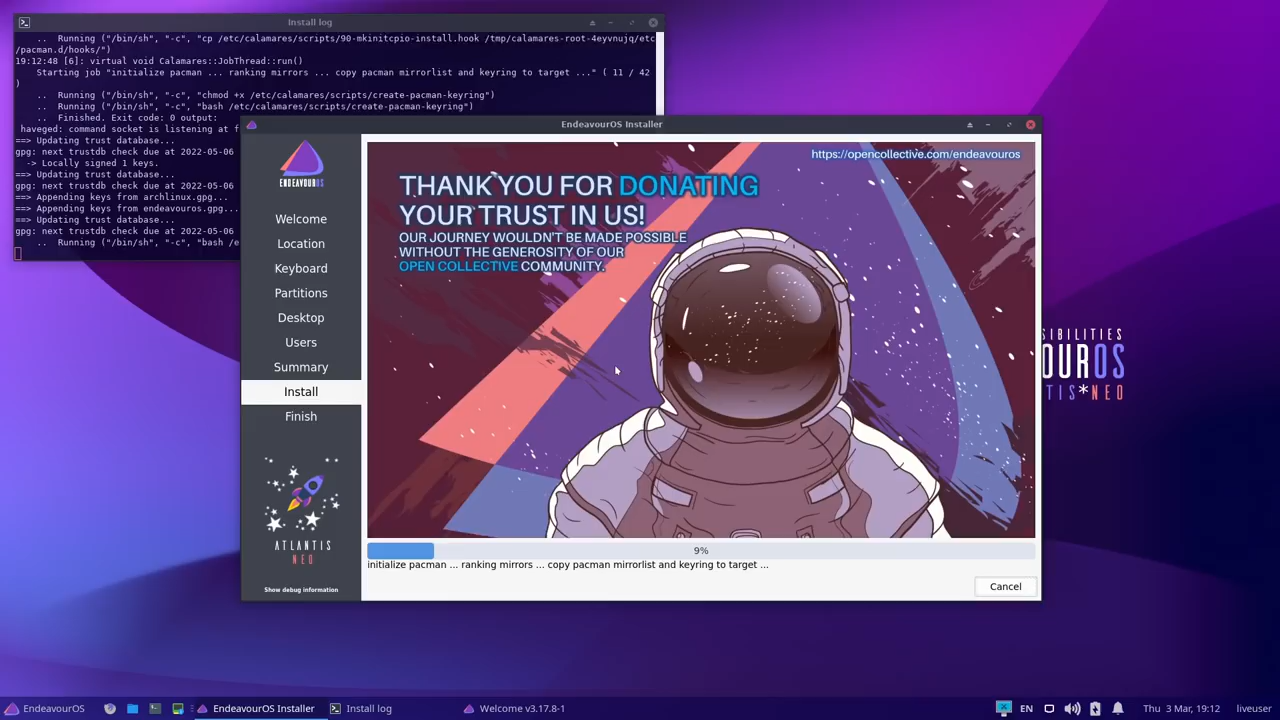 Install log
.. Running ("/bin/sh", "-c", "cp /etc/calamares/scripts/90-mkinitcpio-install.hook /tmp/calamares-root-4eyvnujq/etc
/pacman.d/hooks/")
19:12:48 [6]: virtual void Calamares::JobThread::run()
Starting job "initialize pacman ... ranking mirrors ... copy pacman mirrorlist and keyring to target ..." ( 11 / 42
)
.. Running ("/bin/sh", "-c", "chmod +x /etc/calamares/scripts/create-pacman-keyring")
.. Running ("/bin/sh", "-c", "bash /etc/calamares/scripts/create-pacman-keyring")
.. Finished. Exit code: 0 output:
haveged: command socket is listening at
==> Updating trust database...
gpg: next trustdb check due at 2022-05-06
-> Locally signed 1 keys.
==> Updating trust database...
gpg: next trustdb check due at 2022-05-06
==> Appending keys from archlinux.gpg...
==> Appending keys from endeavouros.gpg...
==> Updating trust database...
gpg: next trustdb check due at 2022-05-06
.. Running ("/bin/sh", "-c", "bash /e
EndeavourOS Installer
ENDEAVOUROS
Welcome
Location
Keyboard
Partitions
Desktop
Users
Summary
Install
Finish
ATLANTIS
NEO
Show debug information
https://opencollective.com/endeavouros
THANK YOU FOR DONATING
YOUR TRUST IN US!
OUR JOURNEY WOULDN'T BE MADE POSSIBLE
WITHOUT THE GENEROSITY OF OUR
OPEN COLLECTIVE COMMUNITY.
9%
initialize pacman ... ranking mirrors ... copy pacman mirrorlist and keyring to target ...
Cancel
SIBILITIES
OUROS
TIS*NEO
EndeavourOS
EndeavourOS Installer
Install log
Welcome v3.17.8-1
EN
Thu 3 Mar, 19:12
liveuser